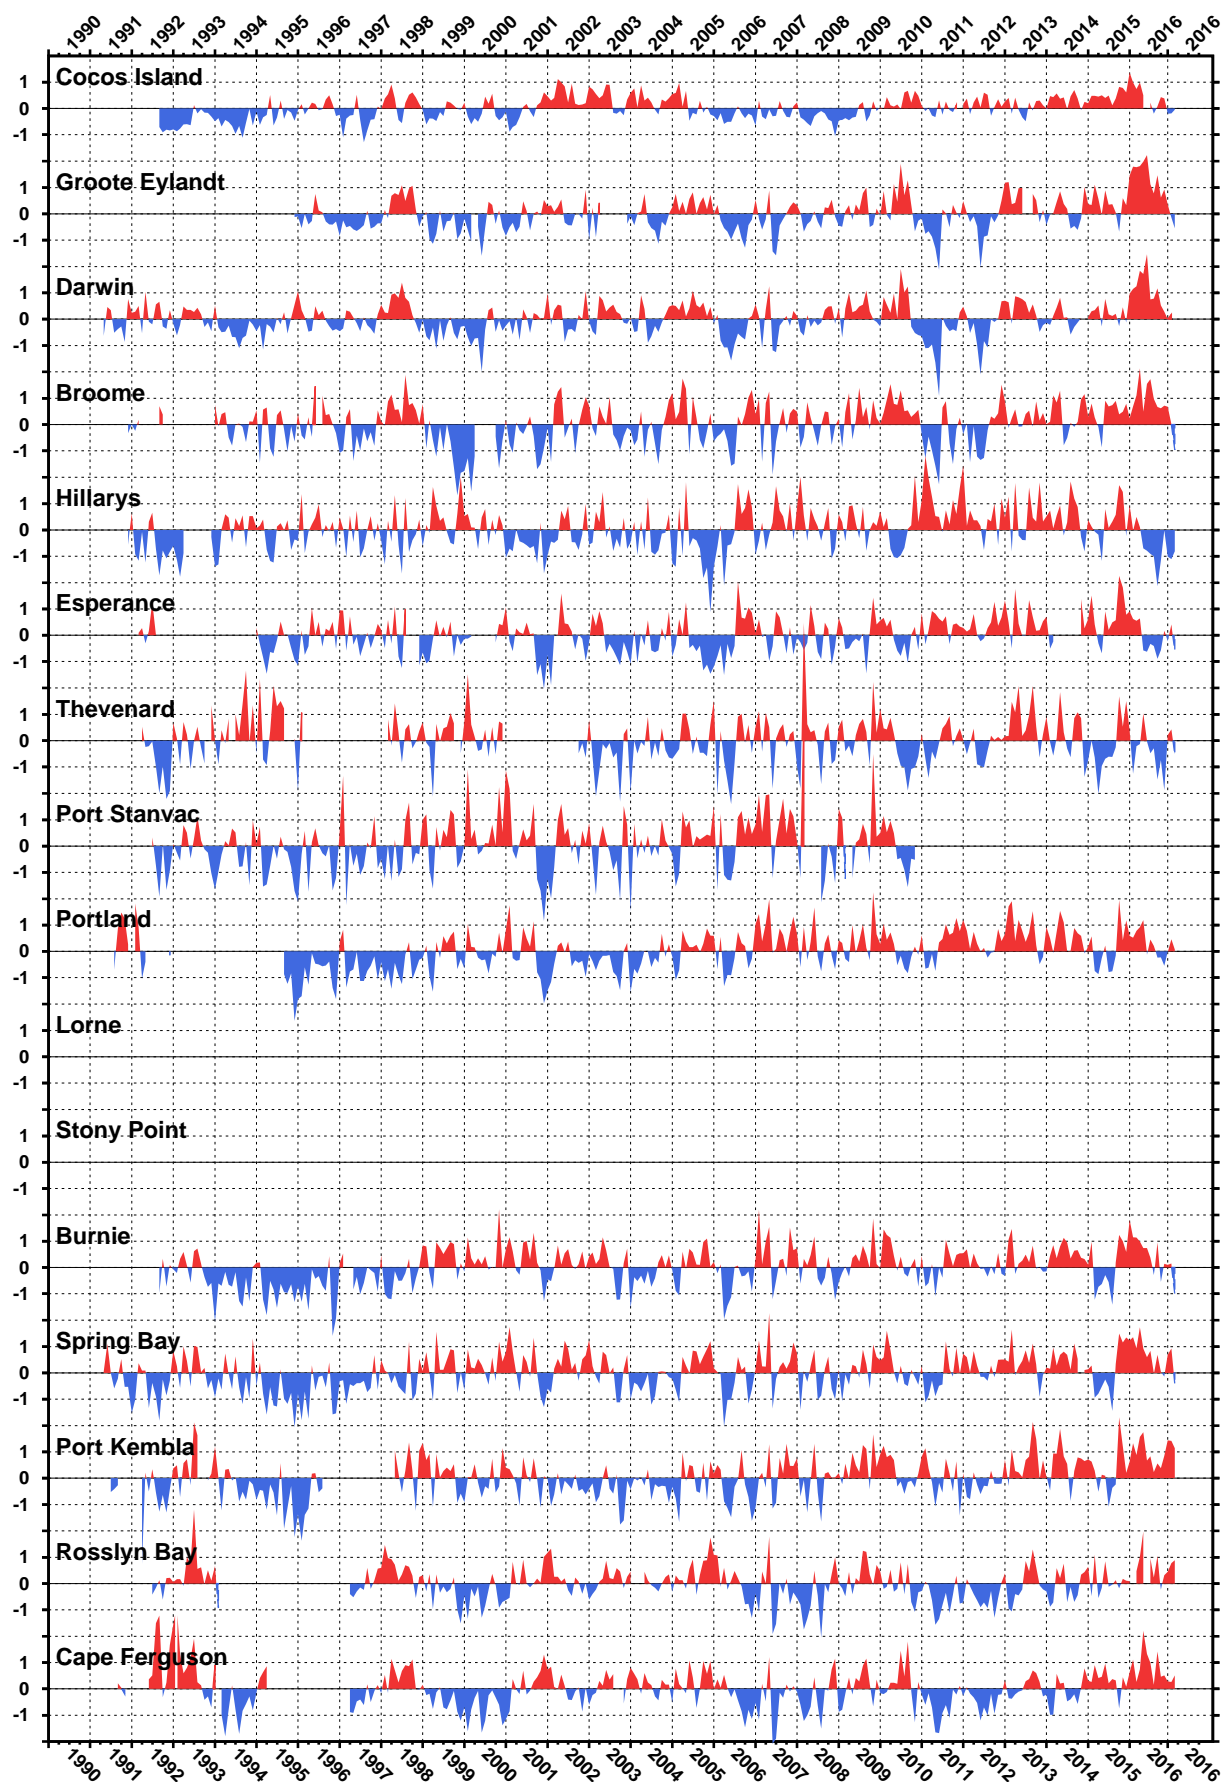 1990 1991 1992 1993 1994 1995 1996 1997 1998 1999 2000 2001 2002 2003 2004 2005 2006 2007 2008 2009 2010 2011 2012 2013 2014 2015 2016 2016
Cocos Island
1
0
-1
Groote Eylandt
1
0
-1
Darwin
1
0
-1
Broome
1
0
-1
Hillarys
1
0
-1
Esperance
1
0
-1
Thevenard
1
0
-1
Port Stanvac
1
0
-1
Portland
1
0
-1
Lorne
1
0
-1
Stony Point
1
0
-1
Burnie
1
0
-1
Spring Bay
1
0
-1
Port Kembla
1
0
-1
Rosslyn Bay
1
0
-1
Cape Ferguson
1
0
-1
1990 1991 1992 1993 1994 1995 1996 1997 1998 1999 2000 2001 2002 2003 2004 2005 2006 2007 2008 2009 2010 2011 2012 2013 2014 2015 2016 2016